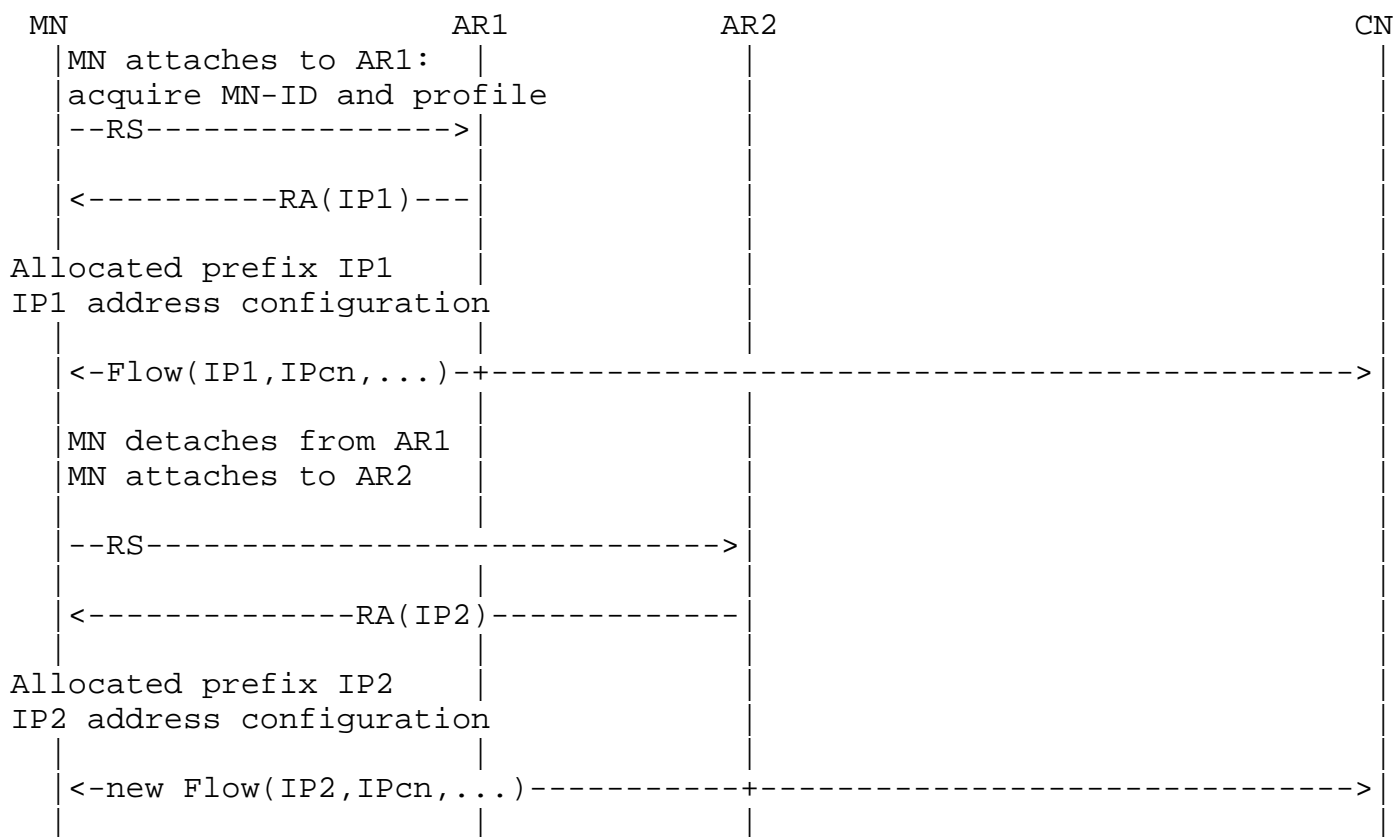 MN AR1 AR2 CN
MN attaches to AR1:
acquire MN-ID and profile
--RS---------------->
<----------RA(IP1)---
Allocated prefix IP1
IP1 address configuration
<-Flow(IP1,IPcn,...)-+--------------------------------------------->
MN detaches from AR1
MN attaches to AR2
--RS------------------------------>
<--------------RA(IP2)-------------
Allocated prefix IP2
IP2 address configuration
<-new Flow(IP2,IPcn,...)-----------+------------------------------->